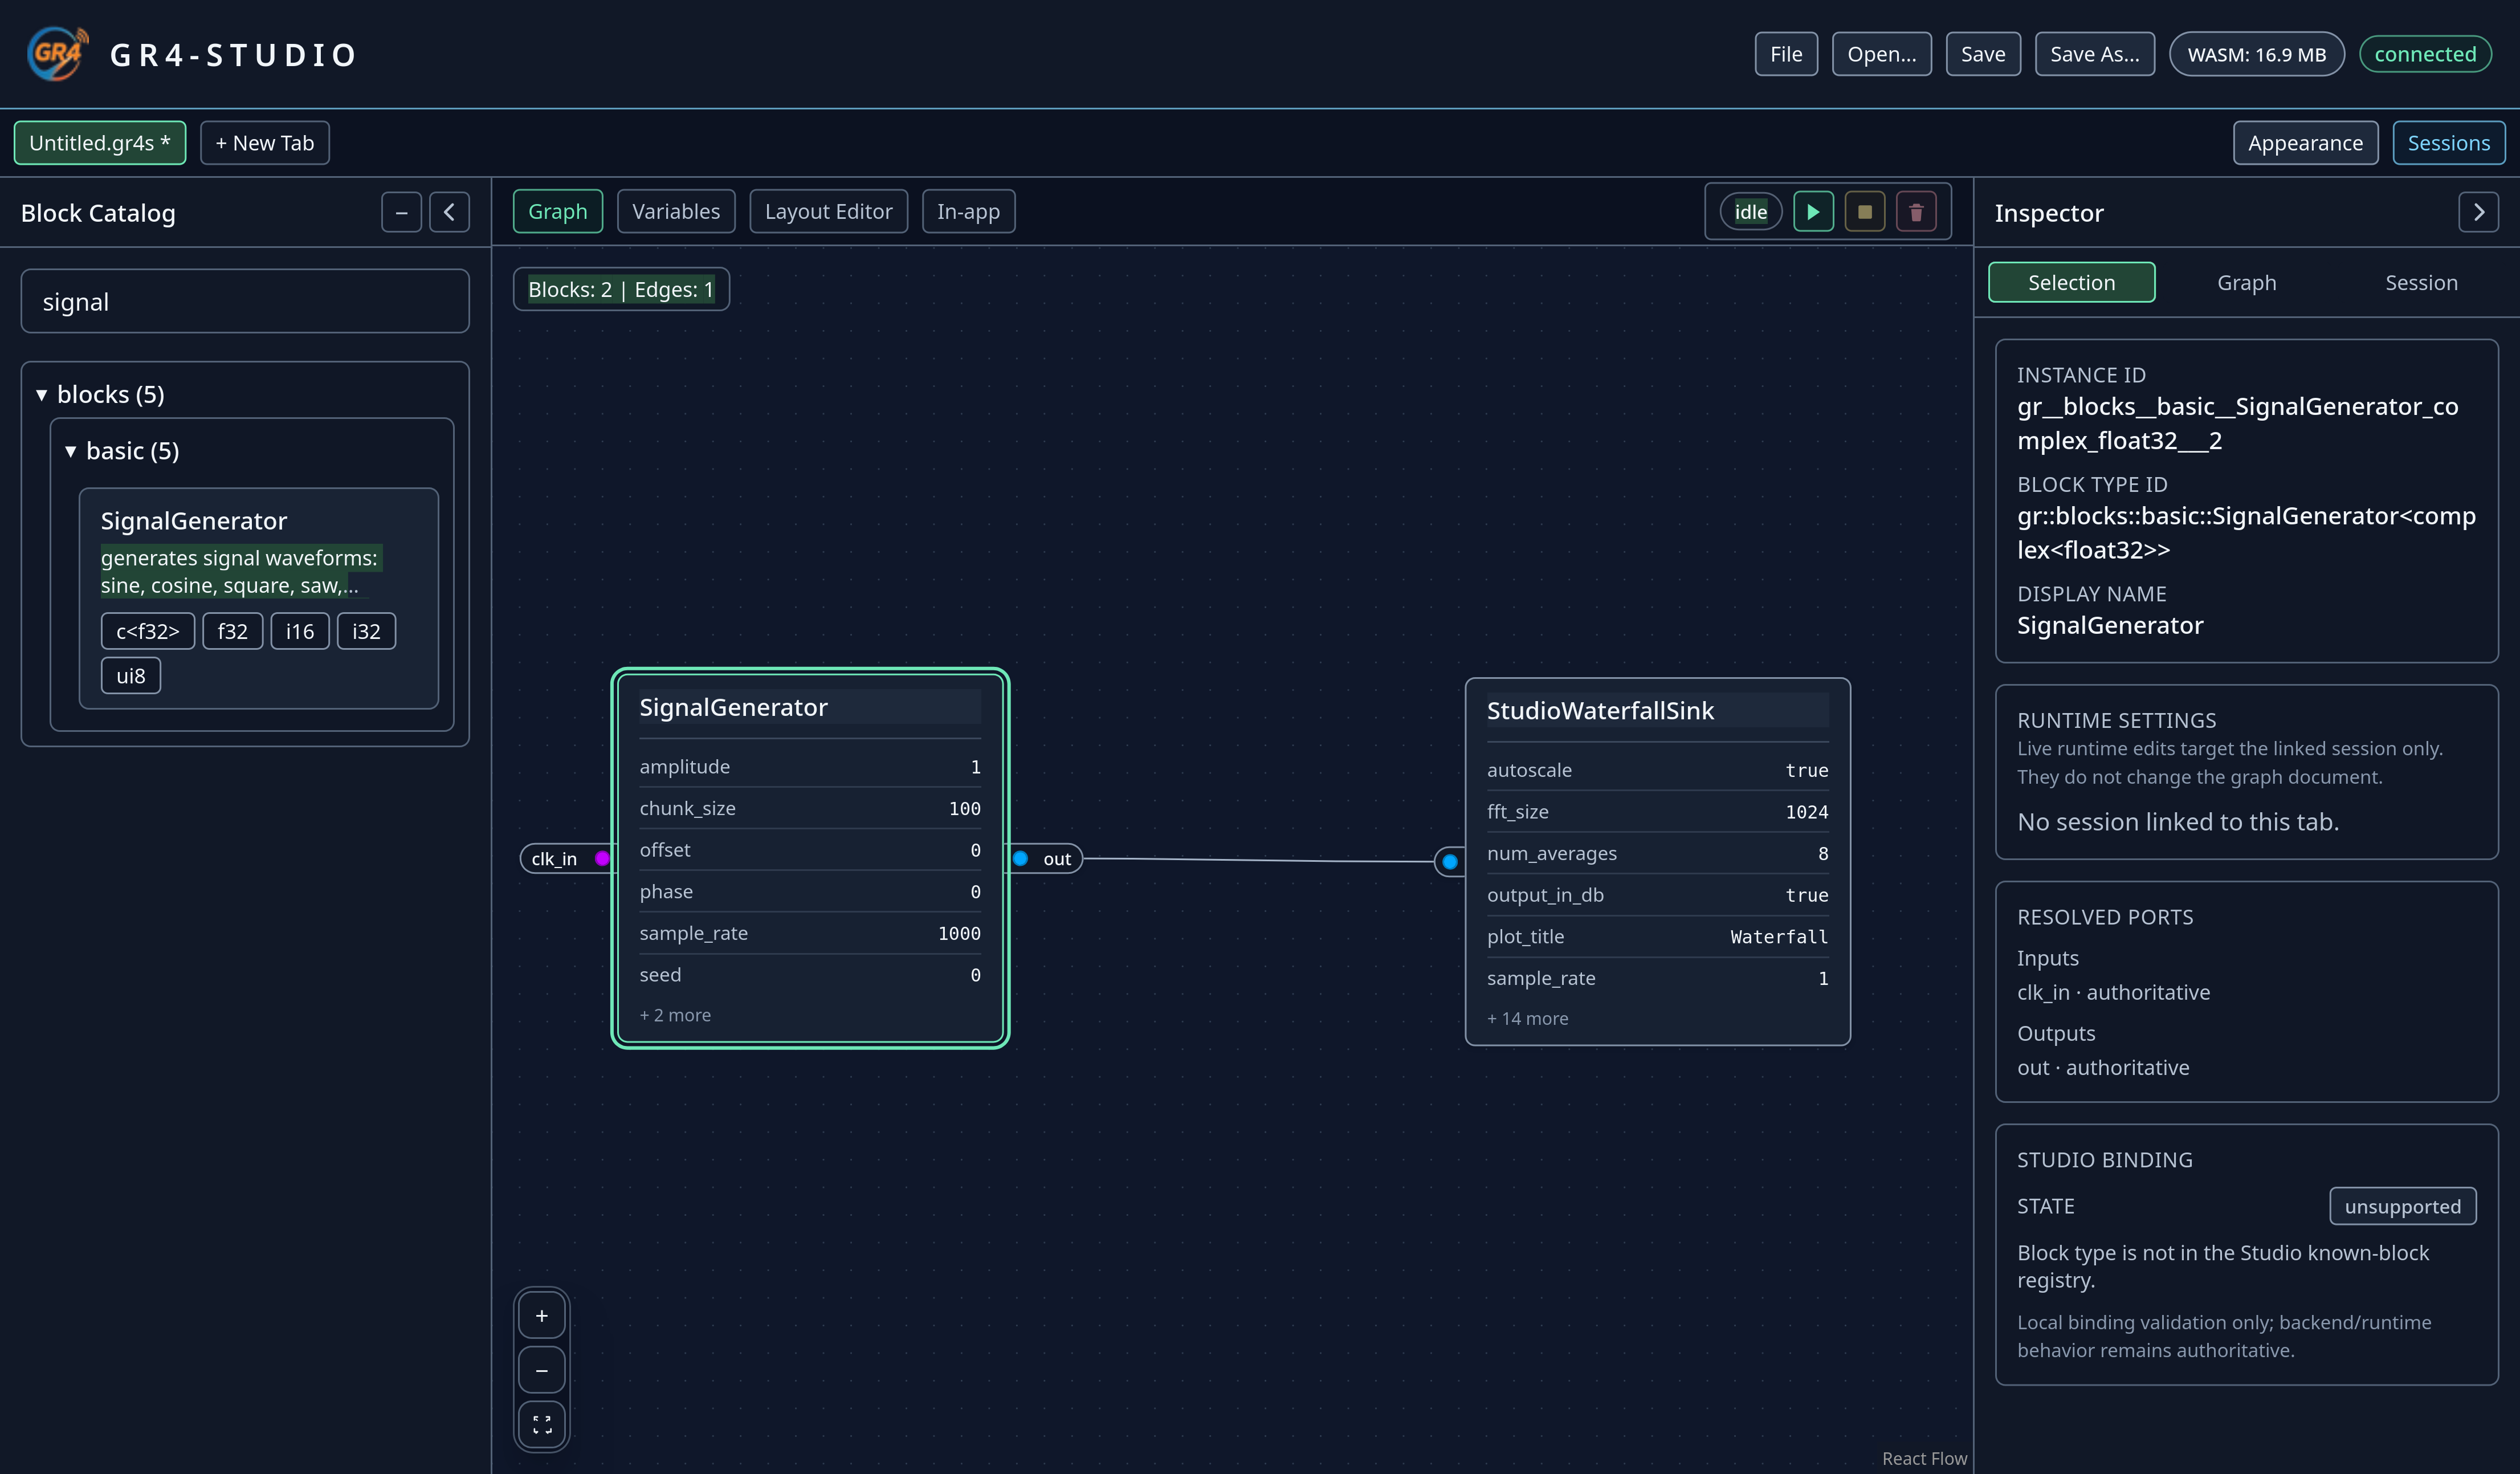 GR4
GR4-STUDIO
File
Open...
Save
Save As...
WASM: 16.9 MB
connected
Untitled.gr4s *
+ New Tab
Appearance
Sessions
Block Catalog
Graph
Variables
Layout Editor
In-app
idle
Inspector
signal
▼ blocks (5)
▼ basic (5)
SignalGenerator
generates signal waveforms:
sine, cosine, square, saw,...
c<f32>
f32
i16
i32
ui8
Blocks: 2 | Edges: 1
SignalGenerator
amplitude 1
chunk_size 100
offset 0
phase 0
sample_rate 1000
seed 0
+ 2 more
clk_in
out
StudioWaterfallSink
autoscale true
fft_size 1024
num_averages 8
output_in_db true
plot_title Waterfall
sample_rate 1
+ 14 more
React Flow
Selection
Graph
Session
INSTANCE ID
gr__blocks__basic__SignalGenerator_co
mplex_float32___2
BLOCK TYPE ID
gr::blocks::basic::SignalGenerator<comp
lex<float32>>
DISPLAY NAME
SignalGenerator
RUNTIME SETTINGS
Live runtime edits target the linked session only.
They do not change the graph document.
No session linked to this tab.
RESOLVED PORTS
Inputs
clk_in · authoritative
Outputs
out · authoritative
STUDIO BINDING
STATE
unsupported
Block type is not in the Studio known-block
registry.
Local binding validation only; backend/runtime
behavior remains authoritative.